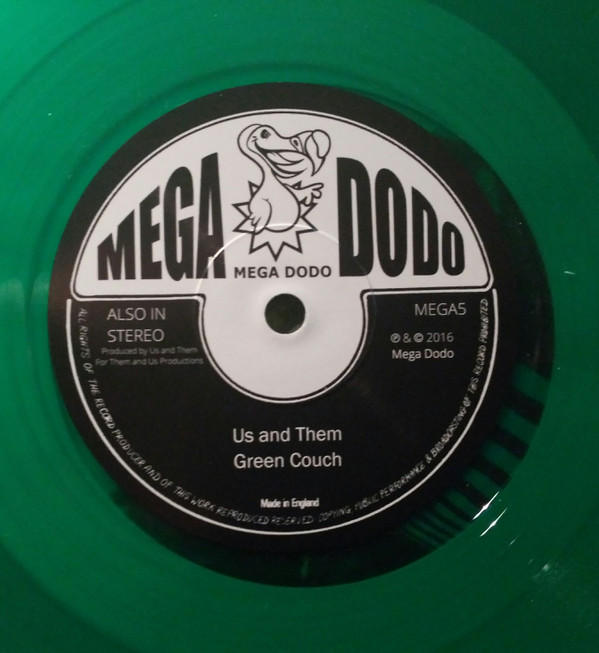 MEGA DODO
MEGA DODO
ALSO IN
STEREO
Produced by Us and Them
For Them and Us Productions
MEGA5
℗ & © 2016
Mega Dodo
Us and Them
Green Couch
Made in England
ALL RIGHTS OF THE RECORD PRODUCER AND OF THIS WORK REPRODUCED RESERVED. COPYING, PUBLIC PERFORMANCE & BROADCASTING OF THIS RECORD PROHIBITED